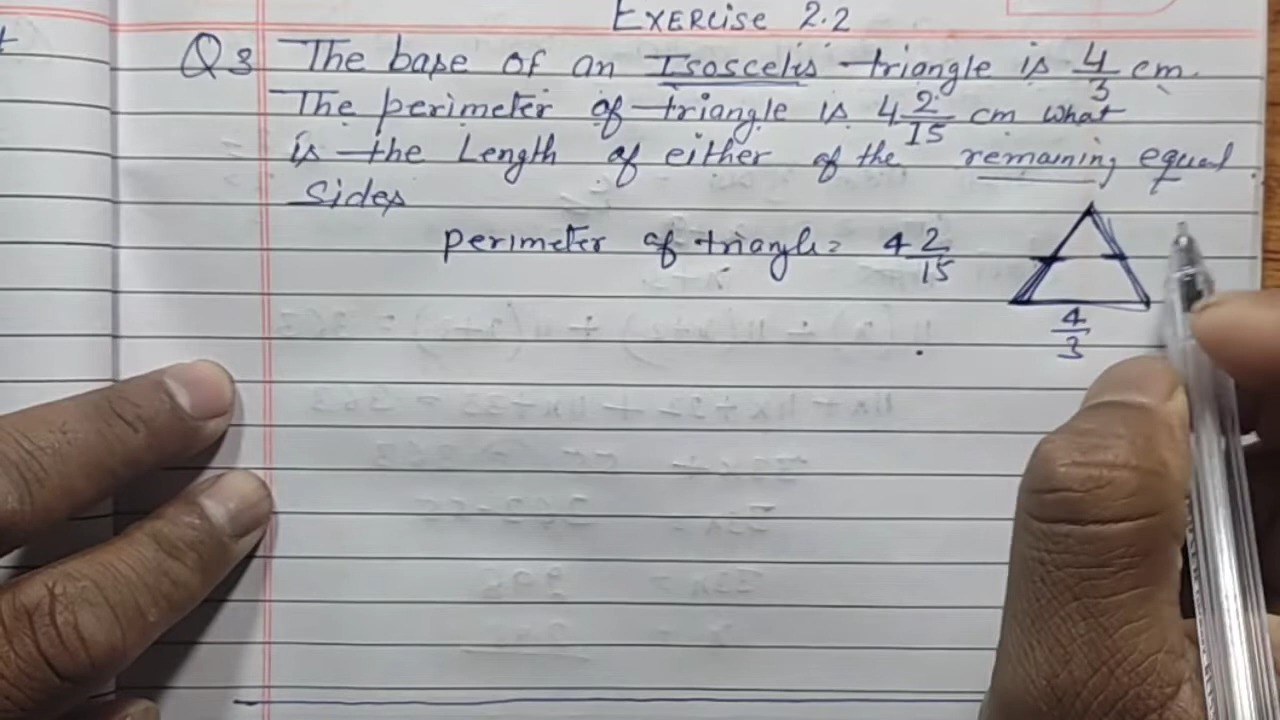 Exercise 2.2
Q3 The base of an Isoscelis triangle is 4/3 cm.
The perimeter of triangle is 4 2/15 cm what
is the Length of either of the remaining equal
sides
perimeter of triangle = 4 2/15
4/3